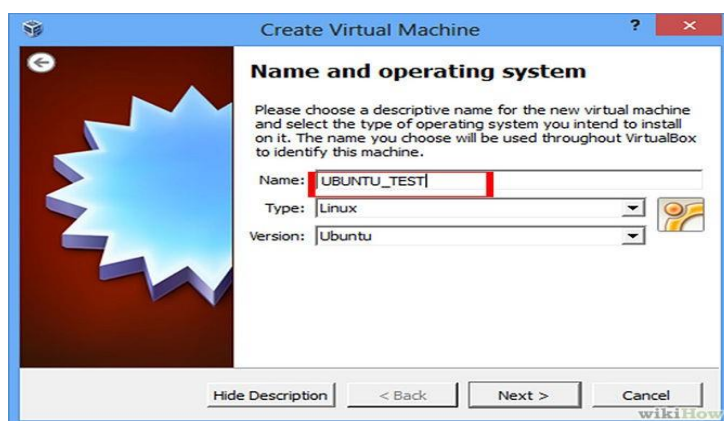 Create Virtual Machine
?
Name and operating system
Please choose a descriptive name for the new virtual machine
and select the type of operating system you intend to install
on it. The name you choose will be used throughout VirtualBox
to identify this machine.
Name: UBUNTU_TEST
Type: Linux
Version: Ubuntu
Hide Description < Back Next > Cancel
wikiHow